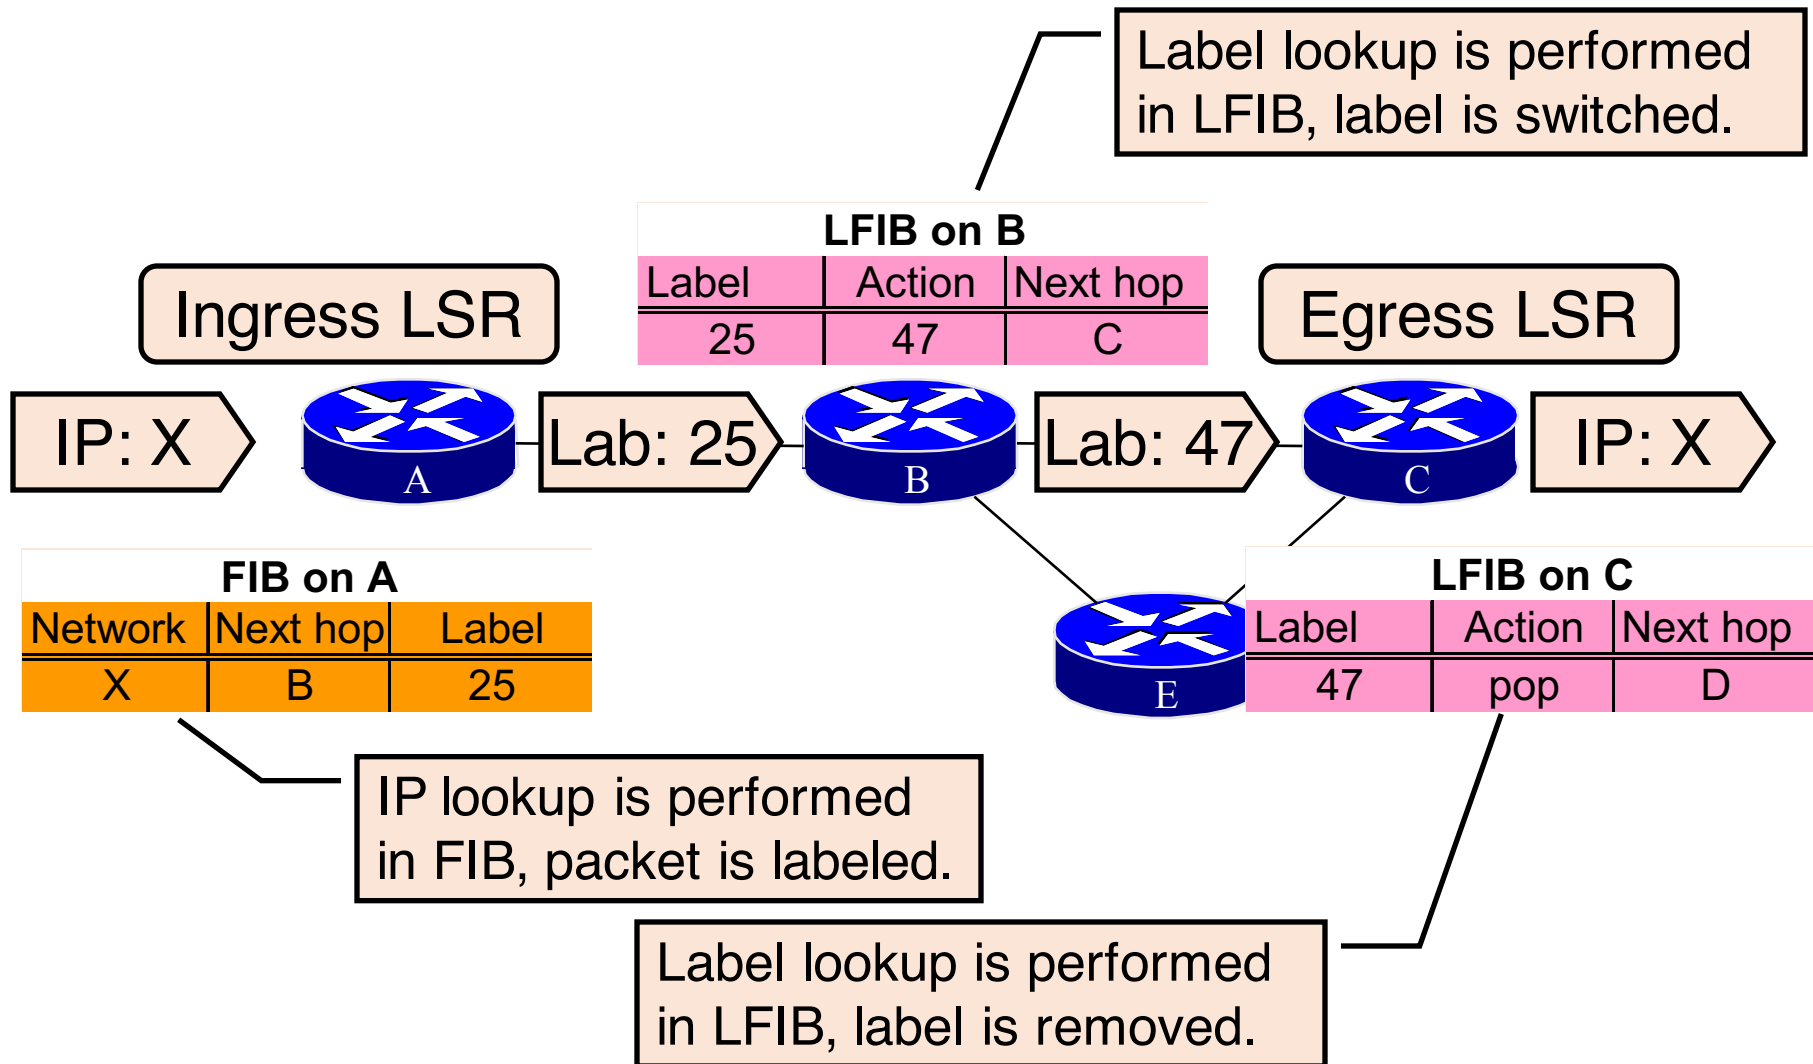 Label lookup is performed
in LFIB, label is switched.
LFIB on B
Label Action Next hop
25 47 C
Ingress LSR
Egress LSR
IP: X
A
Lab: 25
B
Lab: 47
C
IP: X
FIB on A
Network Next hop Label
X B 25
E
LFIB on C
Label Action Next hop
47 pop D
IP lookup is performed
in FIB, packet is labeled.
Label lookup is performed
in LFIB, label is removed.